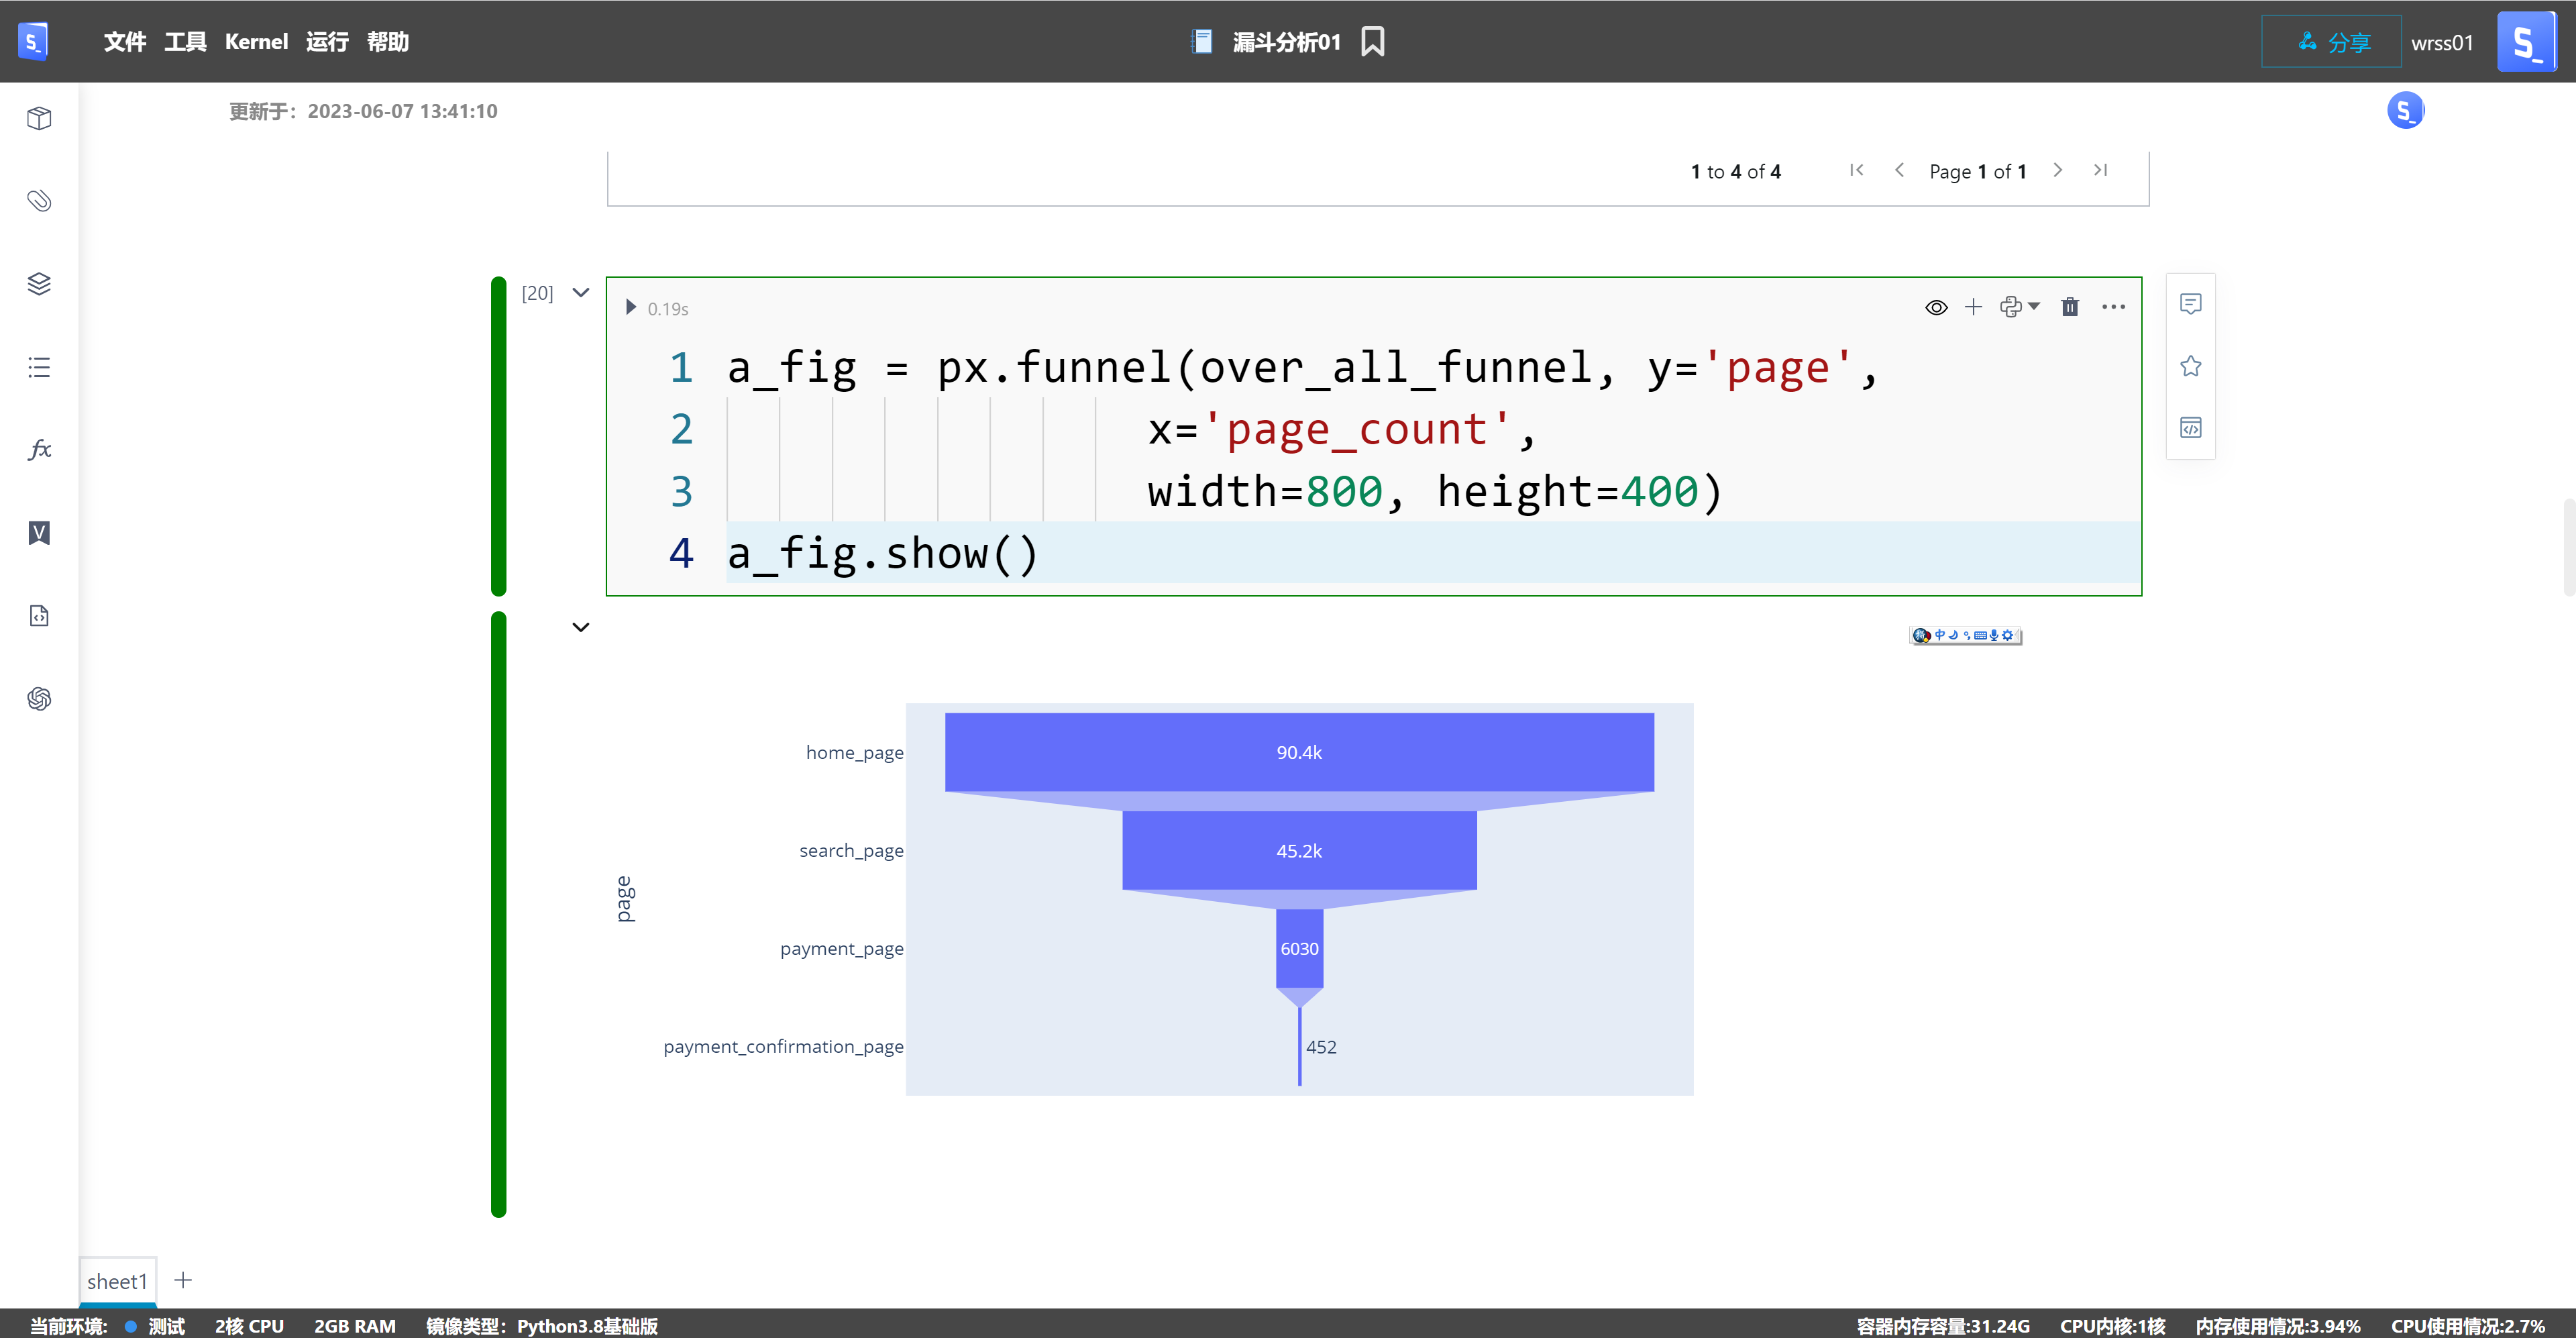 文件 工具 Kernel 运行 帮助
漏斗分析01
分享 wrss01
更新于：2023-06-07 13:41:10
1 to 4 of 4 Page 1 of 1
[20]
0.19s
1 a_fig = px.funnel(over_all_funnel, y='page',
2 x='page_count',
3 width=800, height=400)
4 a_fig.show()
中
page
home_page 90.4k
search_page 45.2k
payment_page 6030
payment_confirmation_page 452
sheet1
当前环境: 测试 2核 CPU 2GB RAM 镜像类型：Python3.8基础版 容器内存容量:31.24G CPU内核:1核 内存使用情况:3.94% CPU使用情况:2.7%